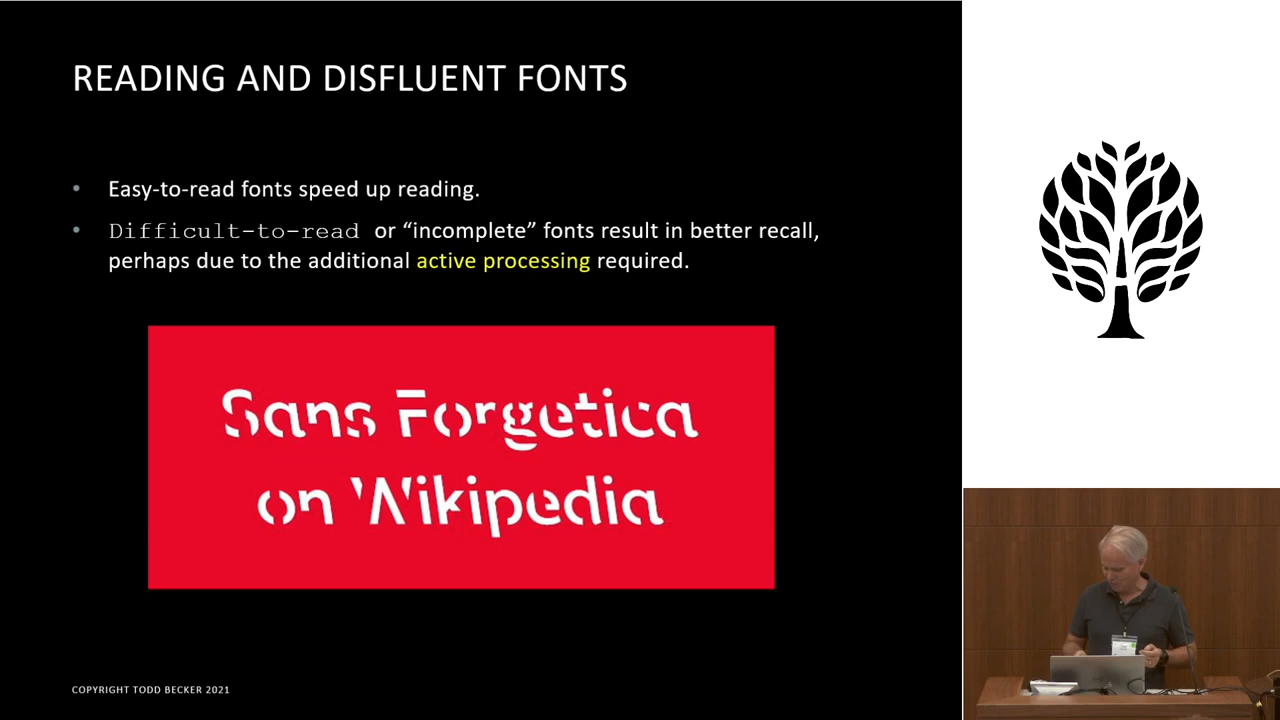 READING AND DISFLUENT FONTS
• Easy-to-read fonts speed up reading.
• Difficult-to-read or “incomplete” fonts result in better recall,
perhaps due to the additional active processing required.
Sans Forgetica
on Wikipedia
COPYRIGHT TODD BECKER 2021